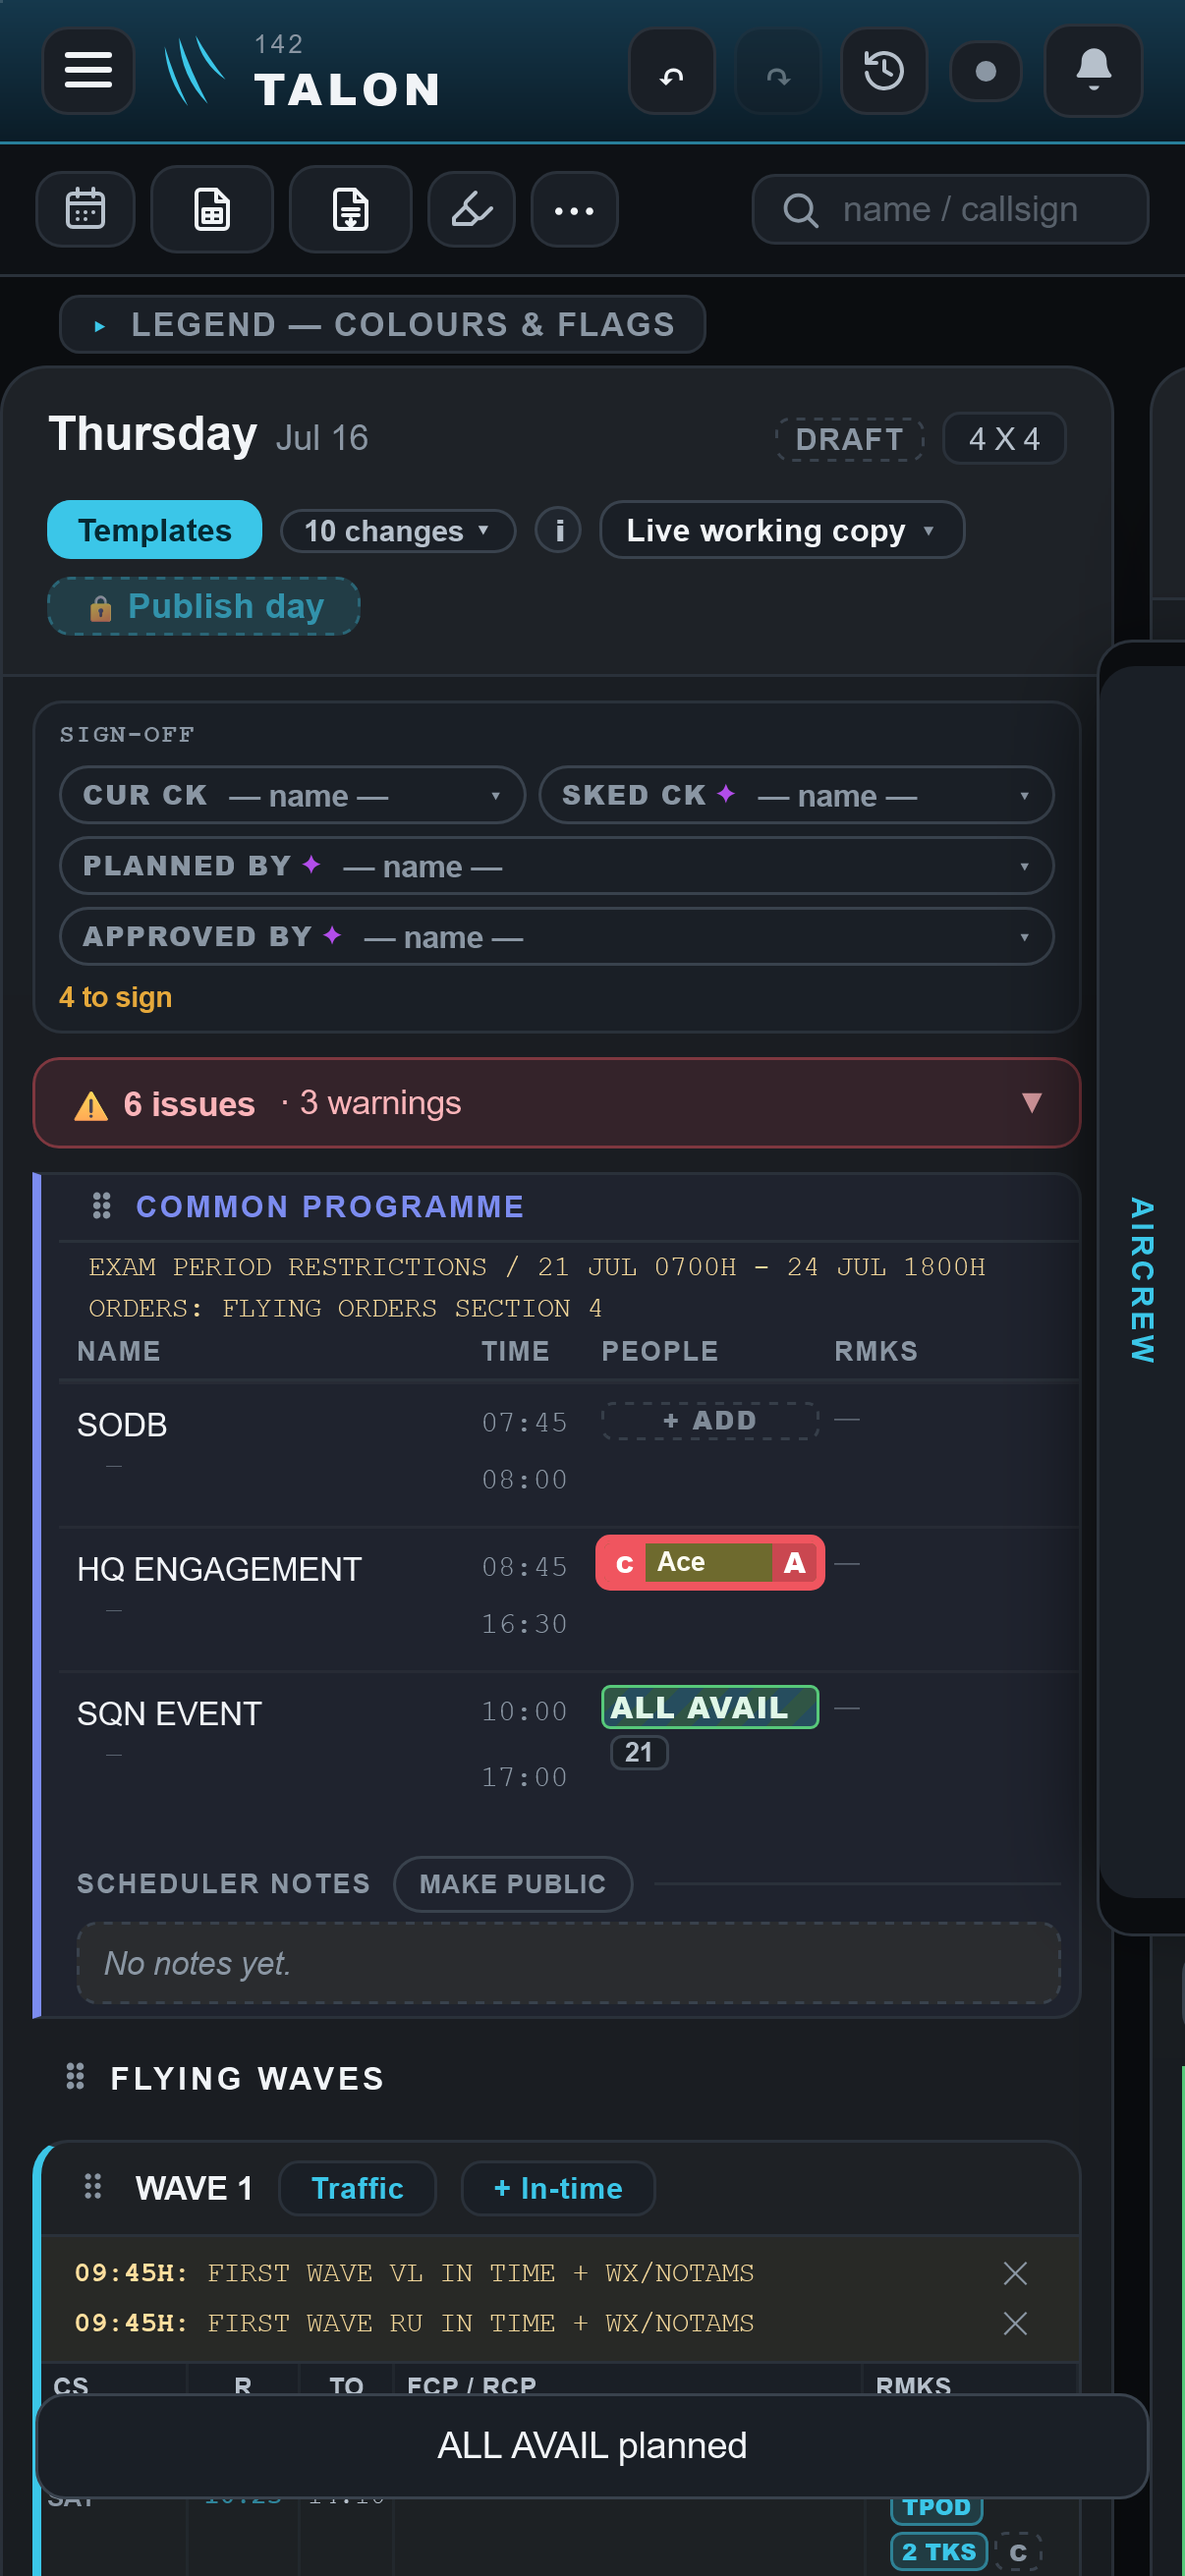 142
TALON
name / callsign
LEGEND — COLOURS & FLAGS
Thursday Jul 16 DRAFT 4 X 4
Templates 10 changes i Live working copy
Publish day
SIGN-OFF
CUR CK — name — SKED CK — name —
PLANNED BY — name —
APPROVED BY — name —
4 to sign
6 issues · 3 warnings
AIRCREW
COMMON PROGRAMME
EXAM PERIOD RESTRICTIONS / 21 JUL 0700H - 24 JUL 1800H
ORDERS: FLYING ORDERS SECTION 4
NAME TIME PEOPLE RMKS
SODB 07:45 + ADD —
— 08:00
HQ ENGAGEMENT 08:45 C Ace A —
— 16:30
SQN EVENT 10:00 ALL AVAIL —
— 21
17:00
SCHEDULER NOTES MAKE PUBLIC
No notes yet.
FLYING WAVES
WAVE 1 Traffic + In-time
09:45H: FIRST WAVE VL IN TIME + WX/NOTAMS
09:45H: FIRST WAVE RU IN TIME + WX/NOTAMS
CS R TO FCP / RCP RMKS
ALL AVAIL planned
TPOD
2 TKS C